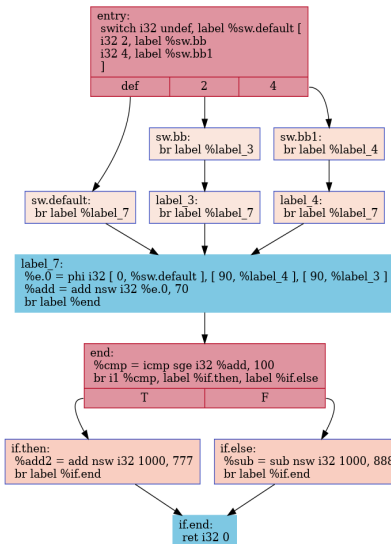 entry:
switch i32 undef, label %sw.default [
i32 2, label %sw.bb
i32 4, label %sw.bb1
]
def 2 4
sw.bb:
br label %label_3
sw.bb1:
br label %label_4
sw.default:
br label %label_7
label_3:
br label %label_7
label_4:
br label %label_7
label_7:
%e.0 = phi i32 [ 0, %sw.default ], [ 90, %label_4 ], [ 90, %label_3 ]
%add = add nsw i32 %e.0, 70
br label %end
end:
%cmp = icmp sge i32 %add, 100
br i1 %cmp, label %if.then, label %if.else
T F
if.then:
%add2 = add nsw i32 1000, 777
br label %if.end
if.else:
%sub = sub nsw i32 1000, 888
br label %if.end
if.end:
ret i32 0